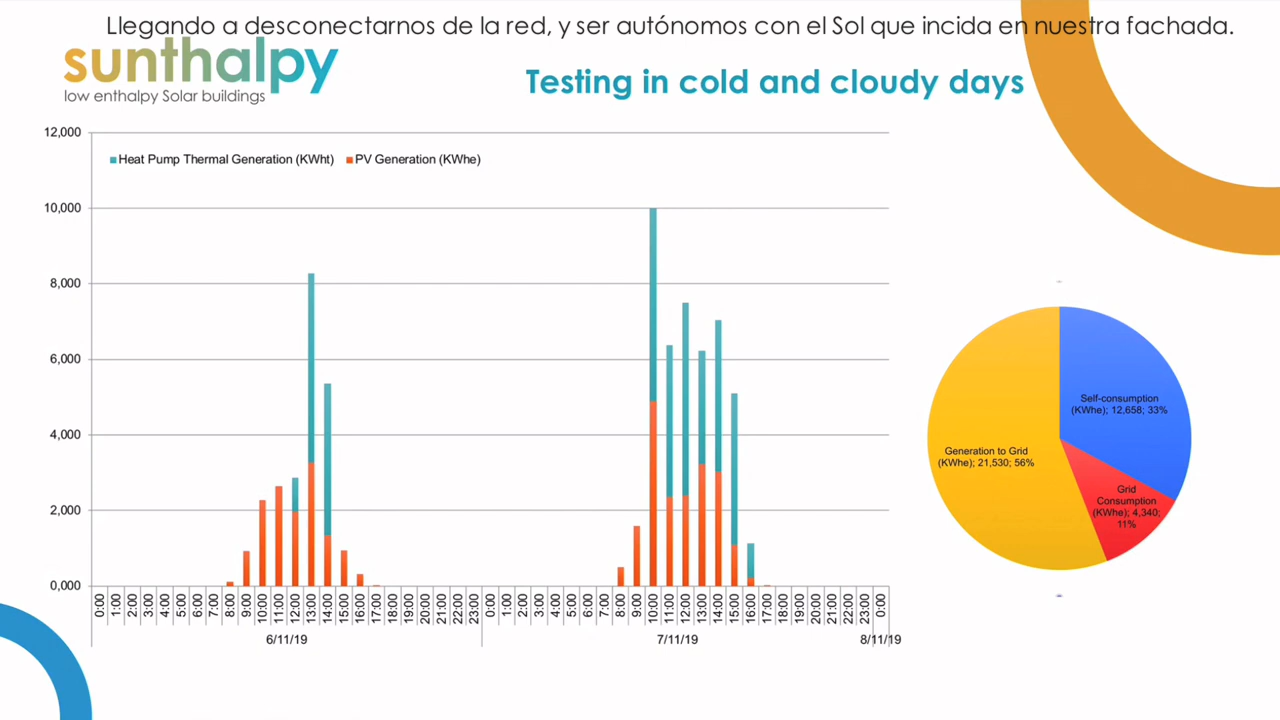 Llegando a desconectarnos de la red, y ser autónomos con el Sol que incida en nuestra fachada.
sunthalpy
low enthalpy Solar buildings
Testing in cold and cloudy days
Heat Pump Thermal Generation (KWht) PV Generation (KWhe)
12,000
10,000
8,000
6,000
4,000
2,000
0,000
0:00 1:00 2:00 3:00 4:00 5:00 6:00 7:00 8:00 9:00 10:00 11:00 12:00 13:00 14:00 15:00 16:00 17:00 18:00 19:00 20:00 21:00 22:00 23:00 0:00 1:00 2:00 3:00 4:00 5:00 6:00 7:00 8:00 9:00 10:00 11:00 12:00 13:00 14:00 15:00 16:00 17:00 18:00 19:00 20:00 21:00 22:00 23:00 0:00
6/11/19 7/11/19 8/11/19
Self-consumption
(KWhe); 12,658; 33%
Generation to Grid
(KWhe); 21,530; 56%
Grid
Consumption
(KWhe); 4,340;
11%